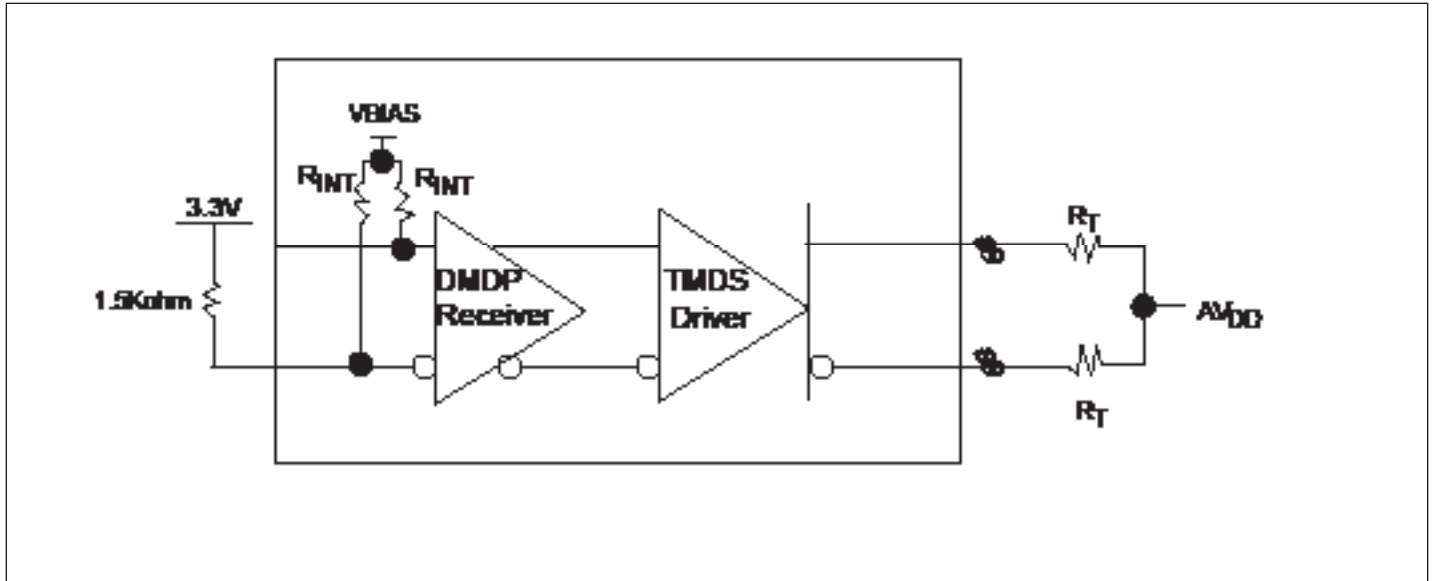 VBIAS
RINT
RINT
3.3V
1.5Kohm
DMDP
Receiver
TMDS
Driver
RT
AVDD
RT